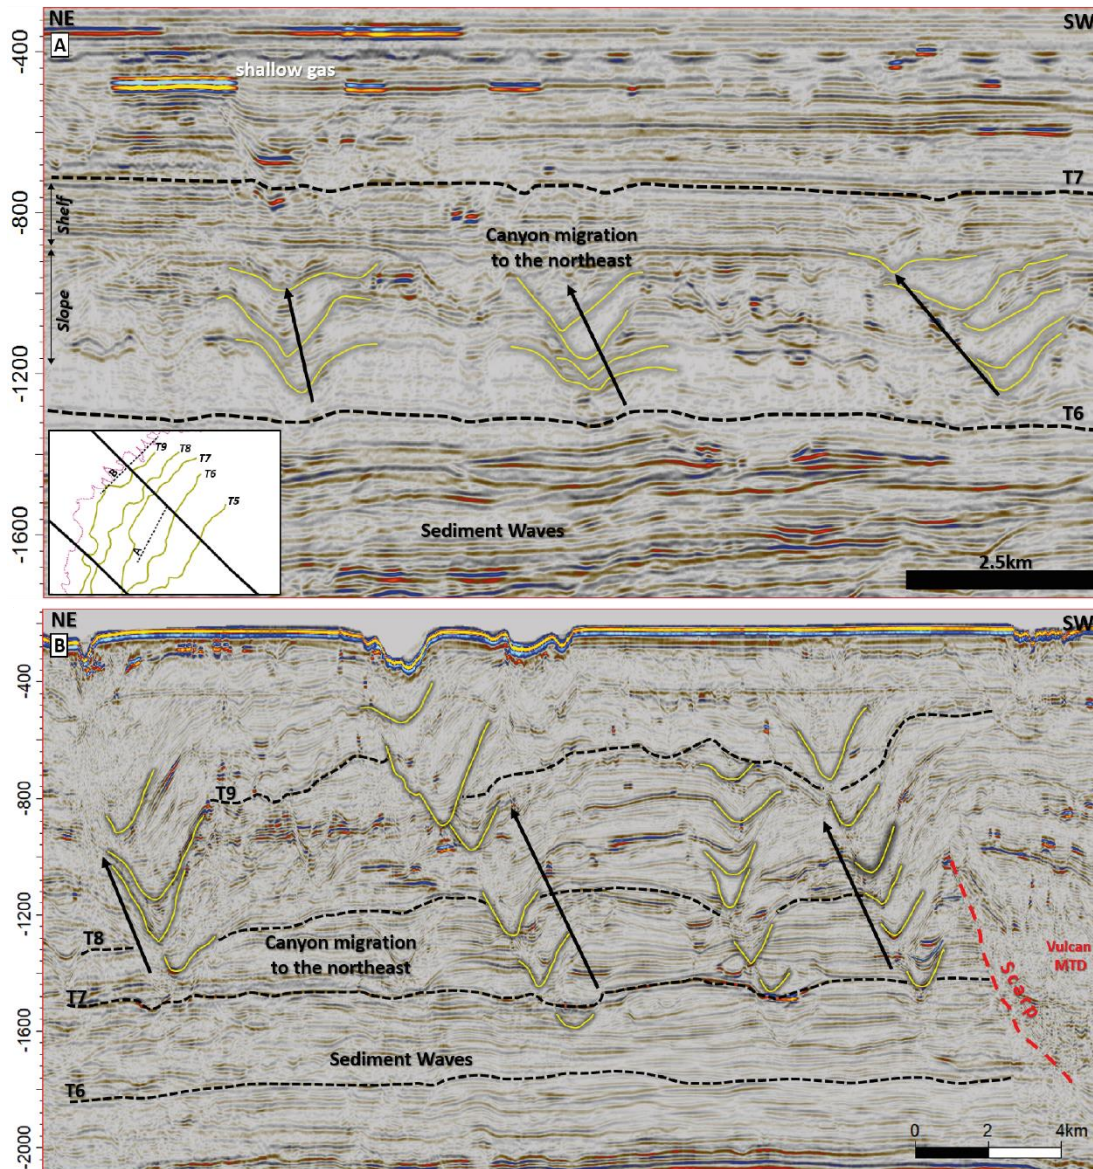 NE
SW
A
-400
shallow gas
T7
-800
Shelf
Canyon migration
to the northeast
Slope
-1200
T6
T9
T8
T7
T6
T5
B
A
Sediment Waves
-1600
2.5km
NE
SW
B
-400
-800
T9
-1200
T8
Canyon migration
to the northeast
Vulcan
MTD
Scarp
T7
-1600
Sediment Waves
T6
0
2
4km
-2000